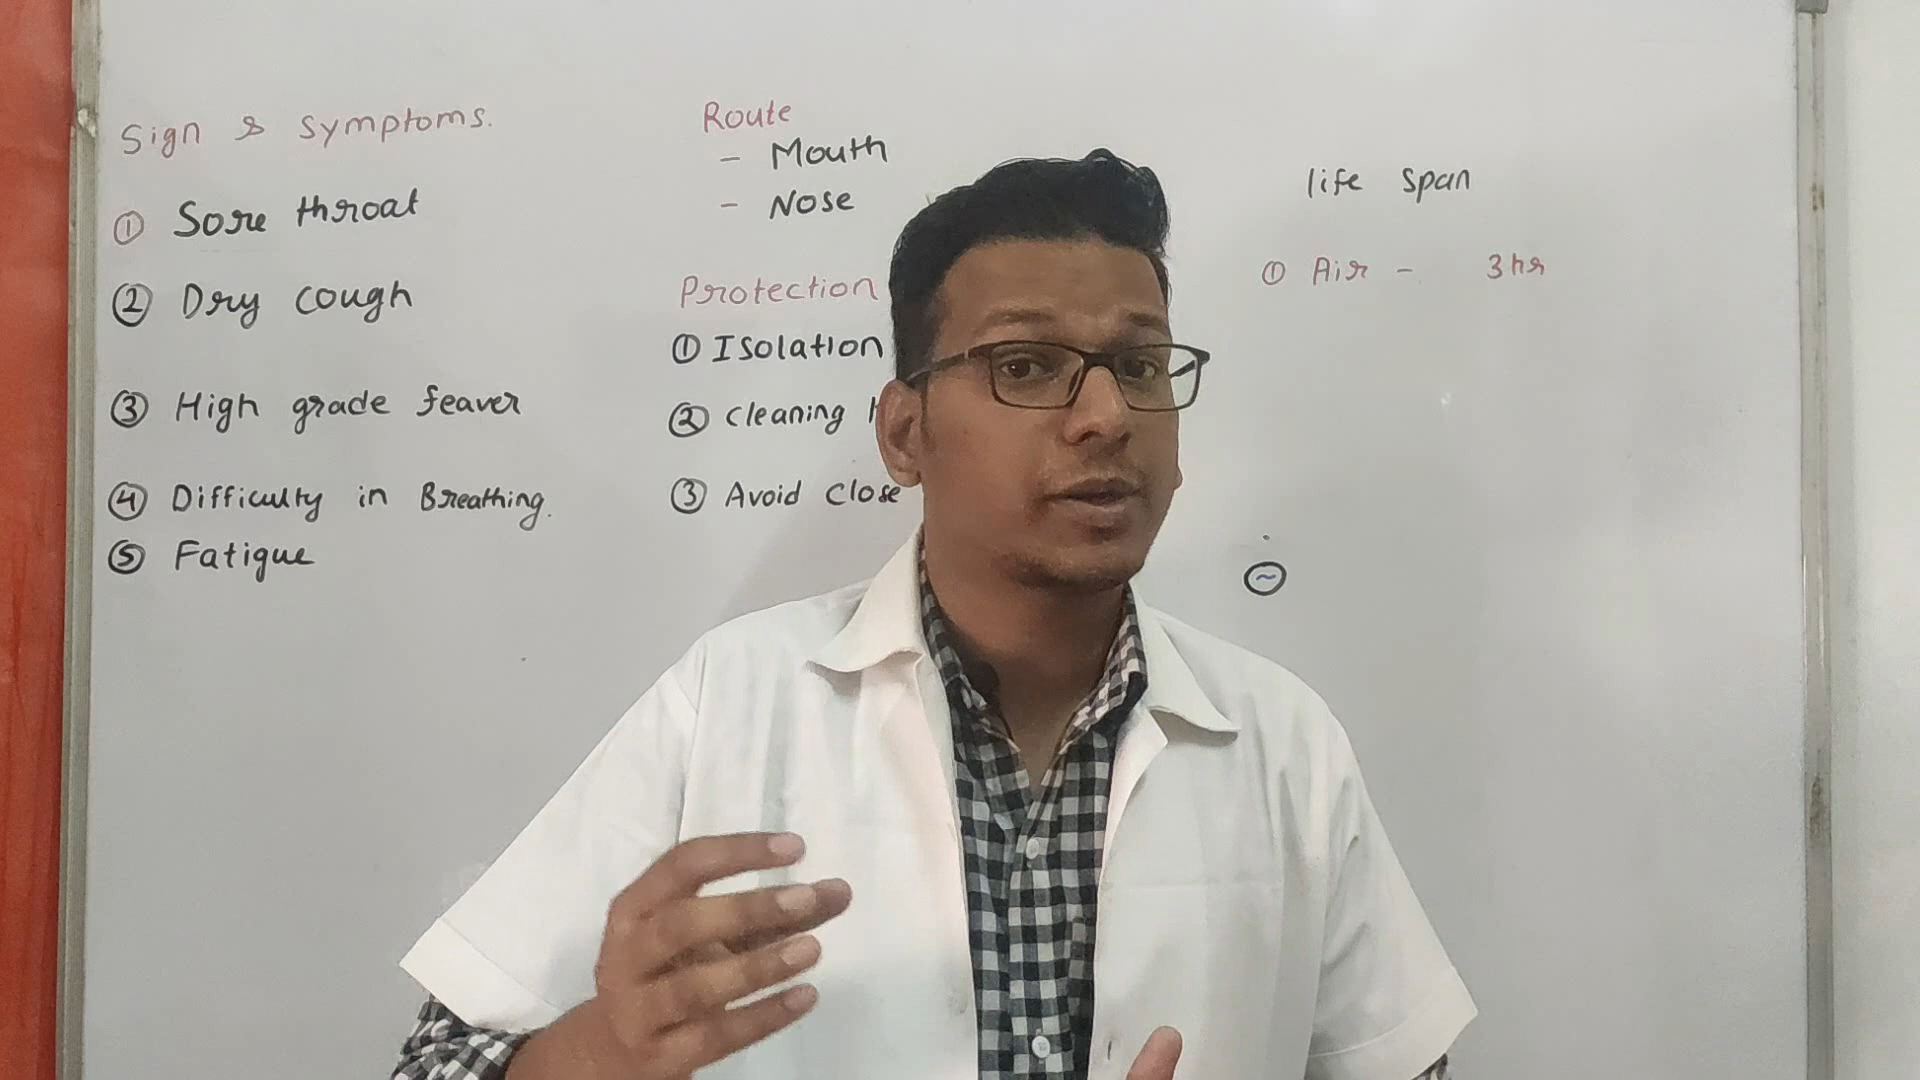 Sign & Symptoms.
① Sore throat
② Dry cough
③ High grade feaver
④ Difficulty in Breathing.
⑤ Fatigue
Route
- Mouth
- Nose
Protection
① Isolation
② Cleaning
③ Avoid Close
life span
① Air - 3 hr